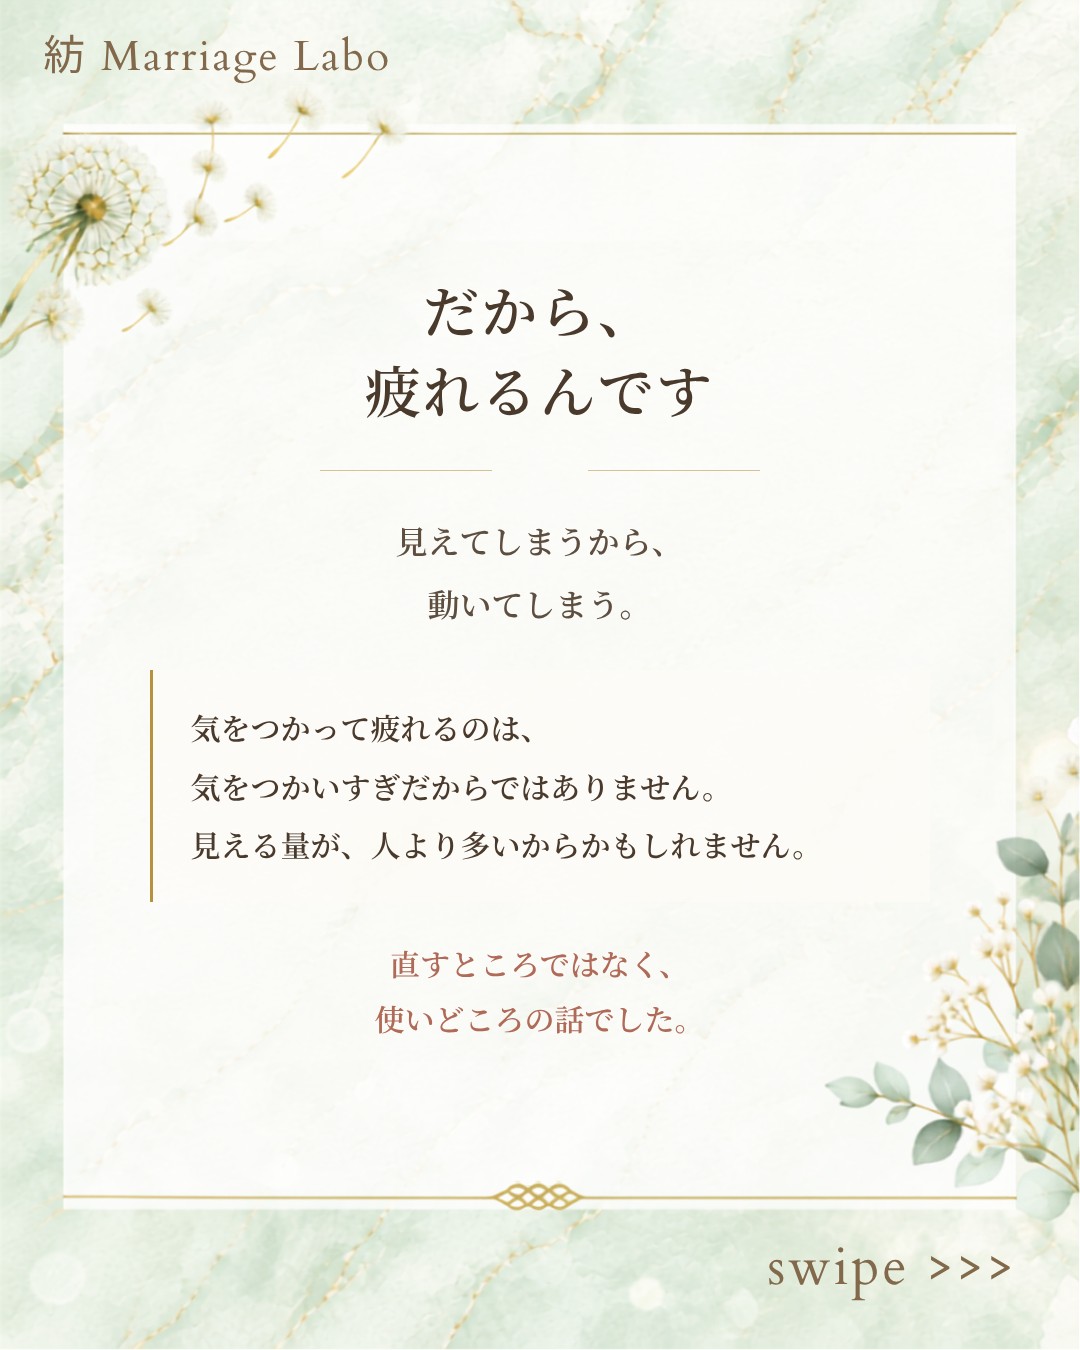 紡 Marriage Labo
だから、
疲れるんです
見えてしまうから、
動いてしまう。
気をつかって疲れるのは、
気をつかいすぎだからではありません。
見える量が、人より多いからかもしれません。
直すところではなく、
使いどころの話でした。
swipe >>>